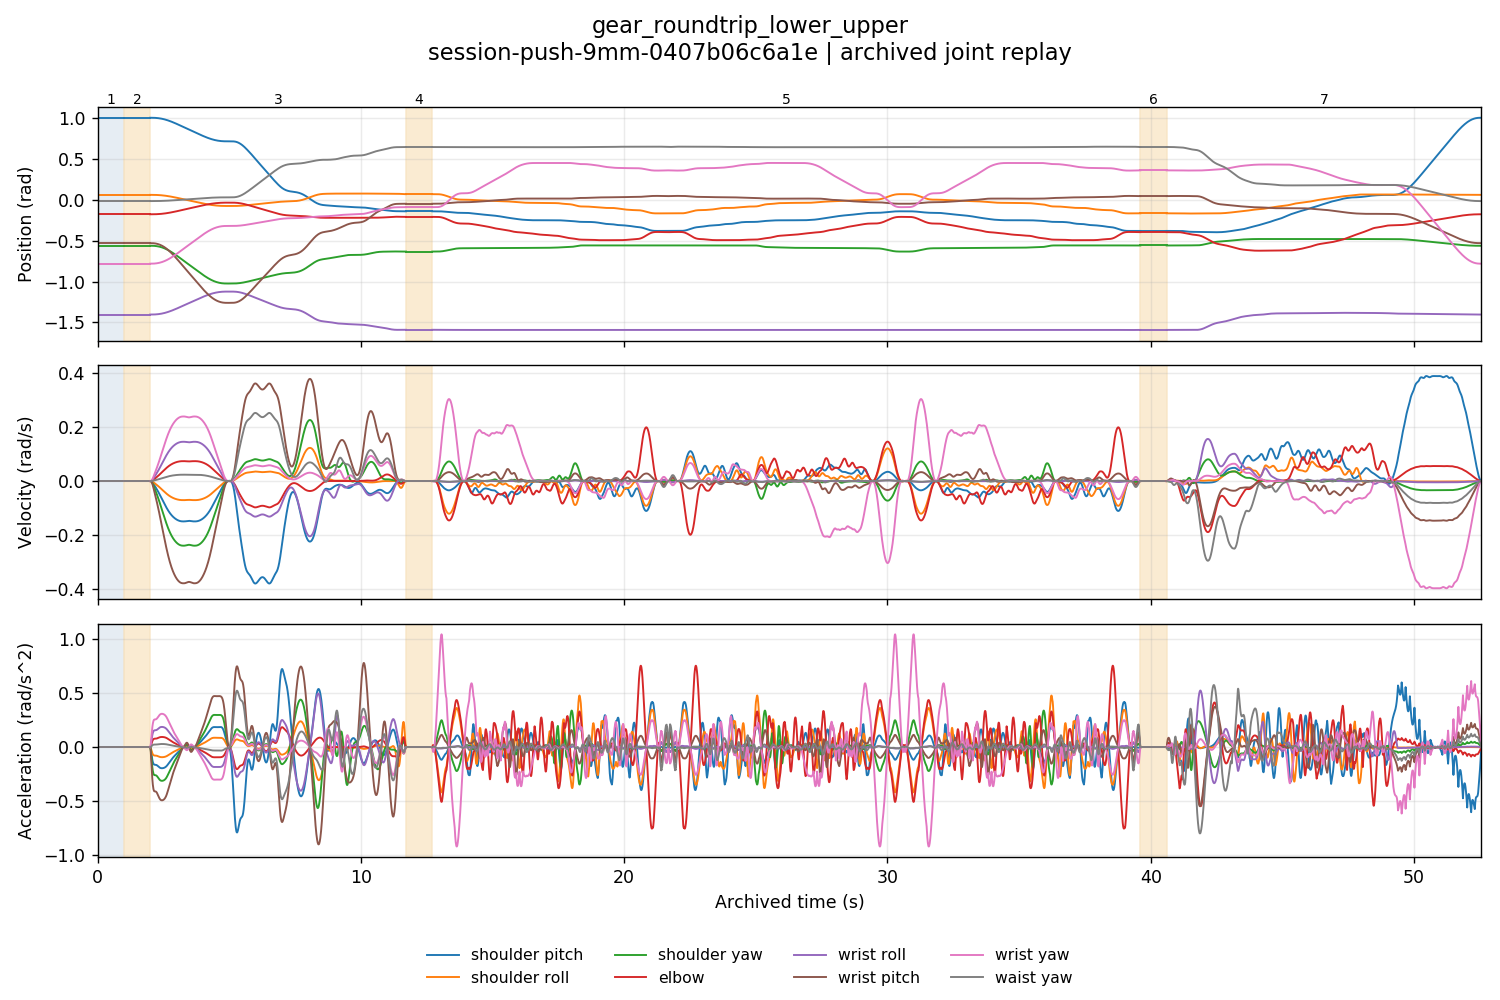 gear_roundtrip_lower_upper
session-push-9mm-0407b06c6a1e | archived joint replay
1 2 3 4 5 6 7
Position (rad)
1.0
0.5
0.0
−0.5
−1.0
−1.5
Velocity (rad/s)
0.4
0.2
0.0
−0.2
−0.4
Acceleration (rad/s^2)
1.0
0.5
0.0
−0.5
−1.0
0 10 20 30 40 50
Archived time (s)
shoulder pitch shoulder yaw wrist roll wrist yaw
shoulder roll elbow wrist pitch waist yaw